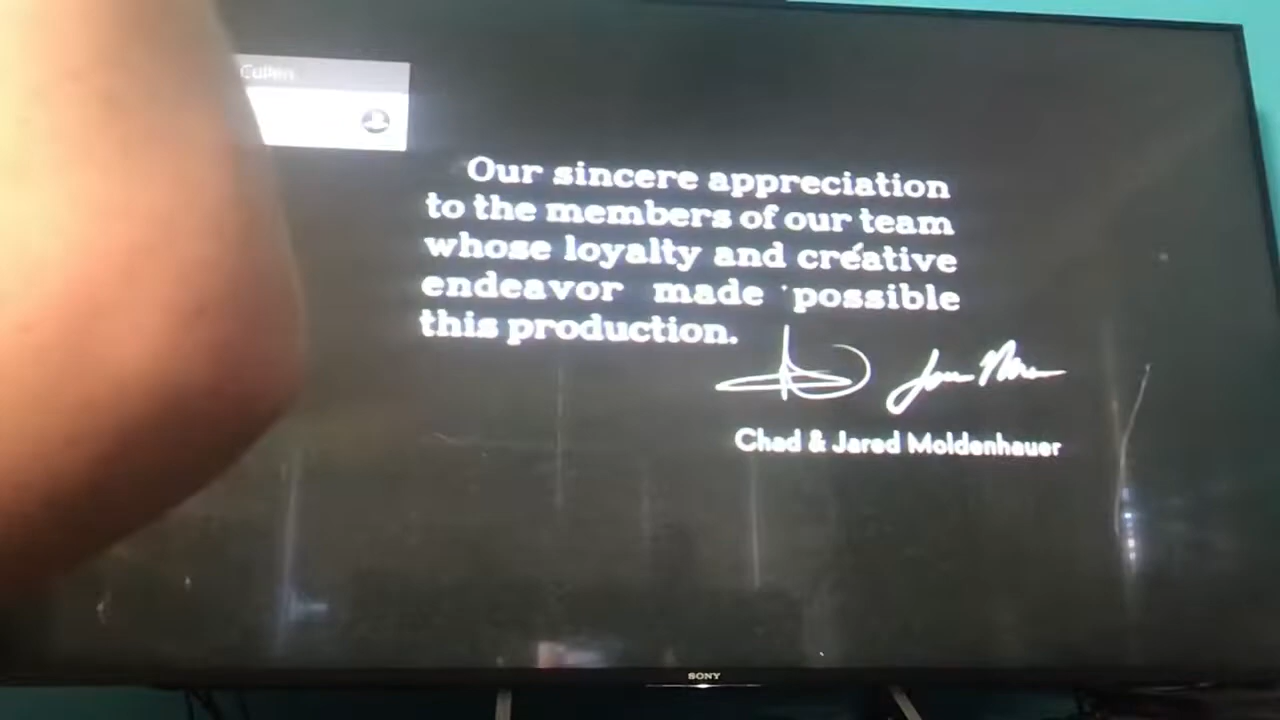 Cullen
Our sincere appreciation
to the members of our team
whose loyalty and creative
endeavor made possible
this production.
Chad & Jared Moldenhauer
SONY